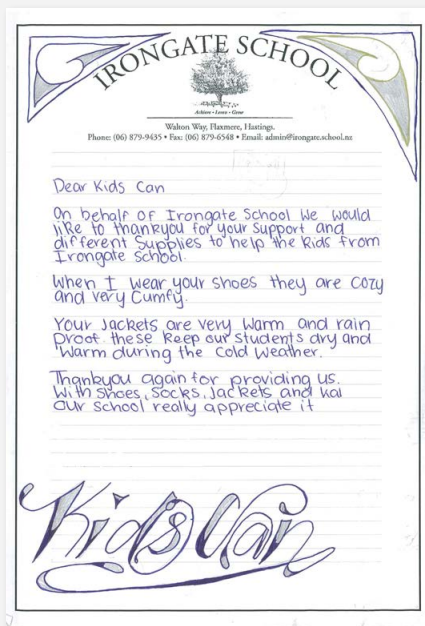 IRONGATE SCHOOL
Achieve • Learn • Grow
Walton Way, Flaxmere, Hastings.
Phone: (06) 879-9435 • Fax: (06) 879-6548 • Email: admin@irongate.school.nz
Dear Kids Can
On behalf of Irongate School We would
like to thankyou for your Support and
different Supplies to help the kids from
Irongate School.
When I wear your shoes they are Cozy
and very Cumfy.
Your Jackets are very Warm and rain
Proof these keep our students dry and
Warm during the Cold Weather.
Thankyou again for providing us.
With Shoes, Socks, Jackets and kai
our school really appreciate it
Kids Can